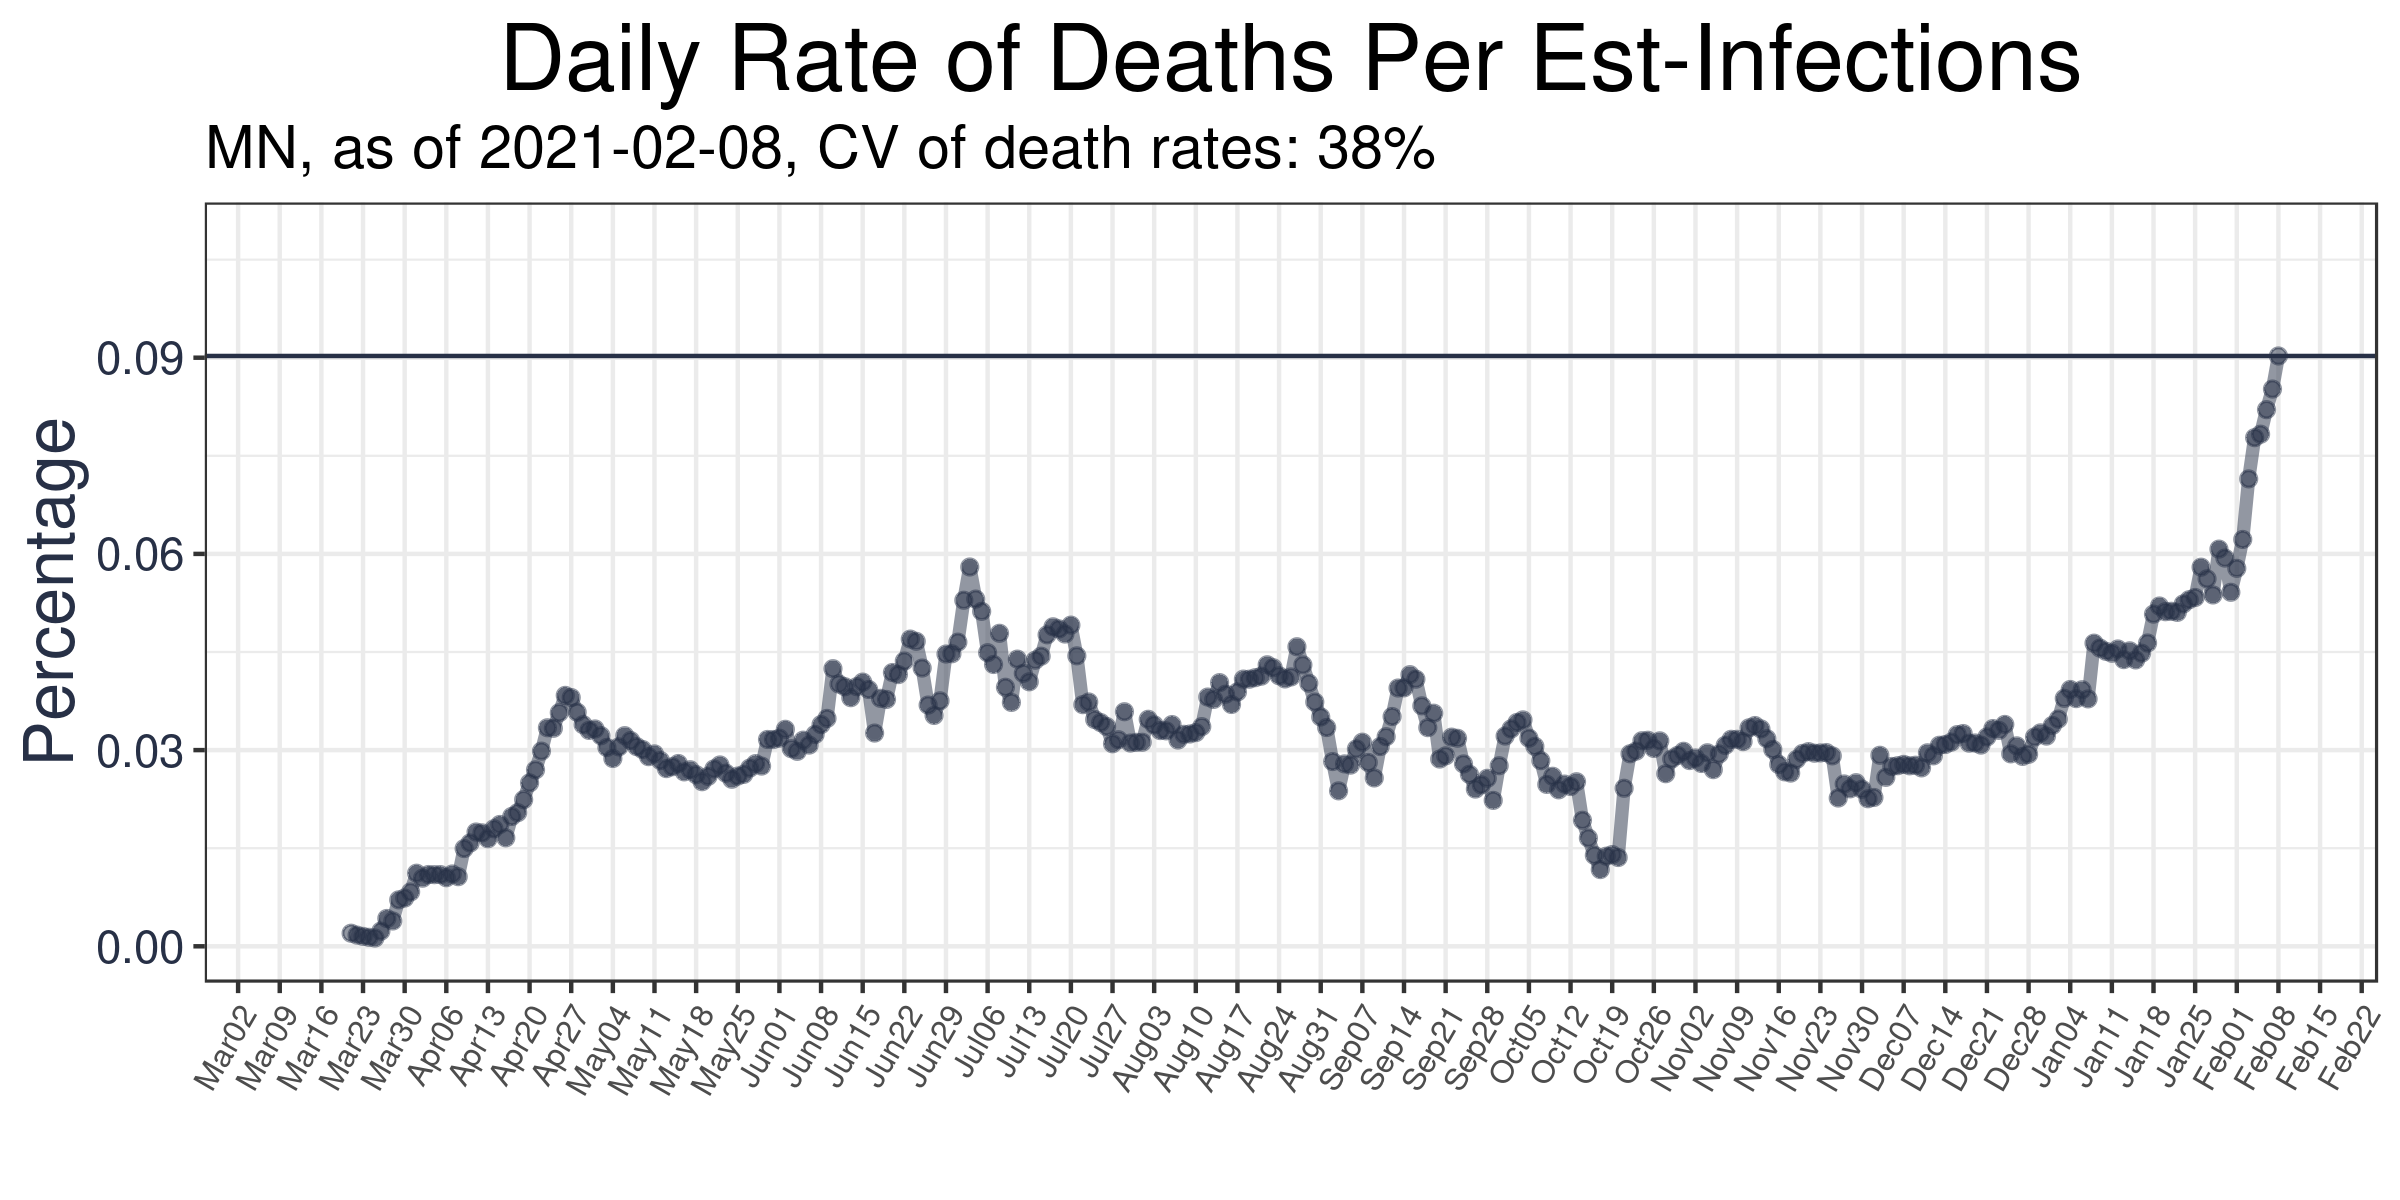 Daily Rate of Deaths Per Est-Infections
MN, as of 2021-02-08, CV of death rates: 38%
Percentage
0.09
0.06
0.03
0.00
Mar02
Mar09
Mar16
Mar23
Mar30
Apr06
Apr13
Apr20
Apr27
May04
May11
May18
May25
Jun01
Jun08
Jun15
Jun22
Jun29
Jul06
Jul13
Jul20
Jul27
Aug03
Aug10
Aug17
Aug24
Aug31
Sep07
Sep14
Sep21
Sep28
Oct05
Oct12
Oct19
Oct26
Nov02
Nov09
Nov16
Nov23
Nov30
Dec07
Dec14
Dec21
Dec28
Jan04
Jan11
Jan18
Jan25
Feb01
Feb08
Feb15
Feb22